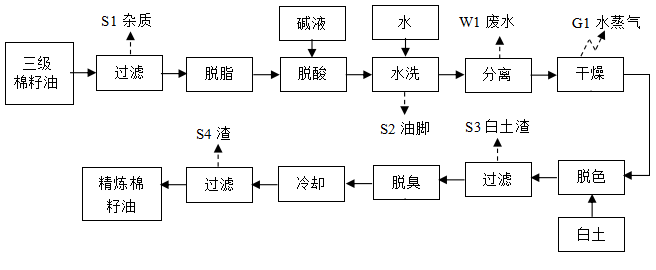 S1 杂质
碱液
水
W1 废水
G1 水蒸气
三级
棉籽油
过滤
脱脂
脱酸
水洗
分离
干燥
S2 油脚
S4 渣
S3 白土渣
精炼棉
籽油
过滤
冷却
脱臭
过滤
脱色
白土